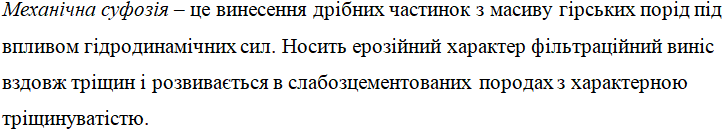 Механічна суфозія – це винесення дрібних частинок з масиву гірських порід під
впливом гідродинамічних сил. Носить ерозійний характер фільтраційний виніс
вздовж тріщин і розвивається в слабозцементованих породах з характерною
тріщинуватістю.